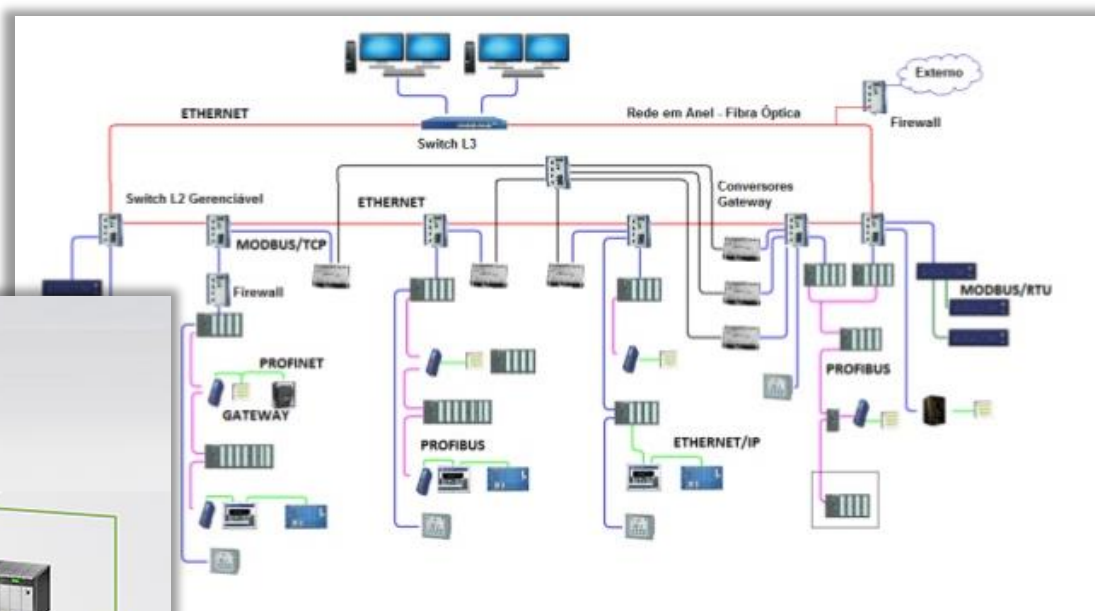 Externo
ETHERNET
Rede em Anel - Fibra Óptica
Firewall
Switch L3
Switch L2 Gerenciável
ETHERNET
Conversores
Gateway
MODBUS/TCP
Firewall
MODBUS/RTU
PROFINET
PROFIBUS
GATEWAY
PROFIBUS
ETHERNET/IP